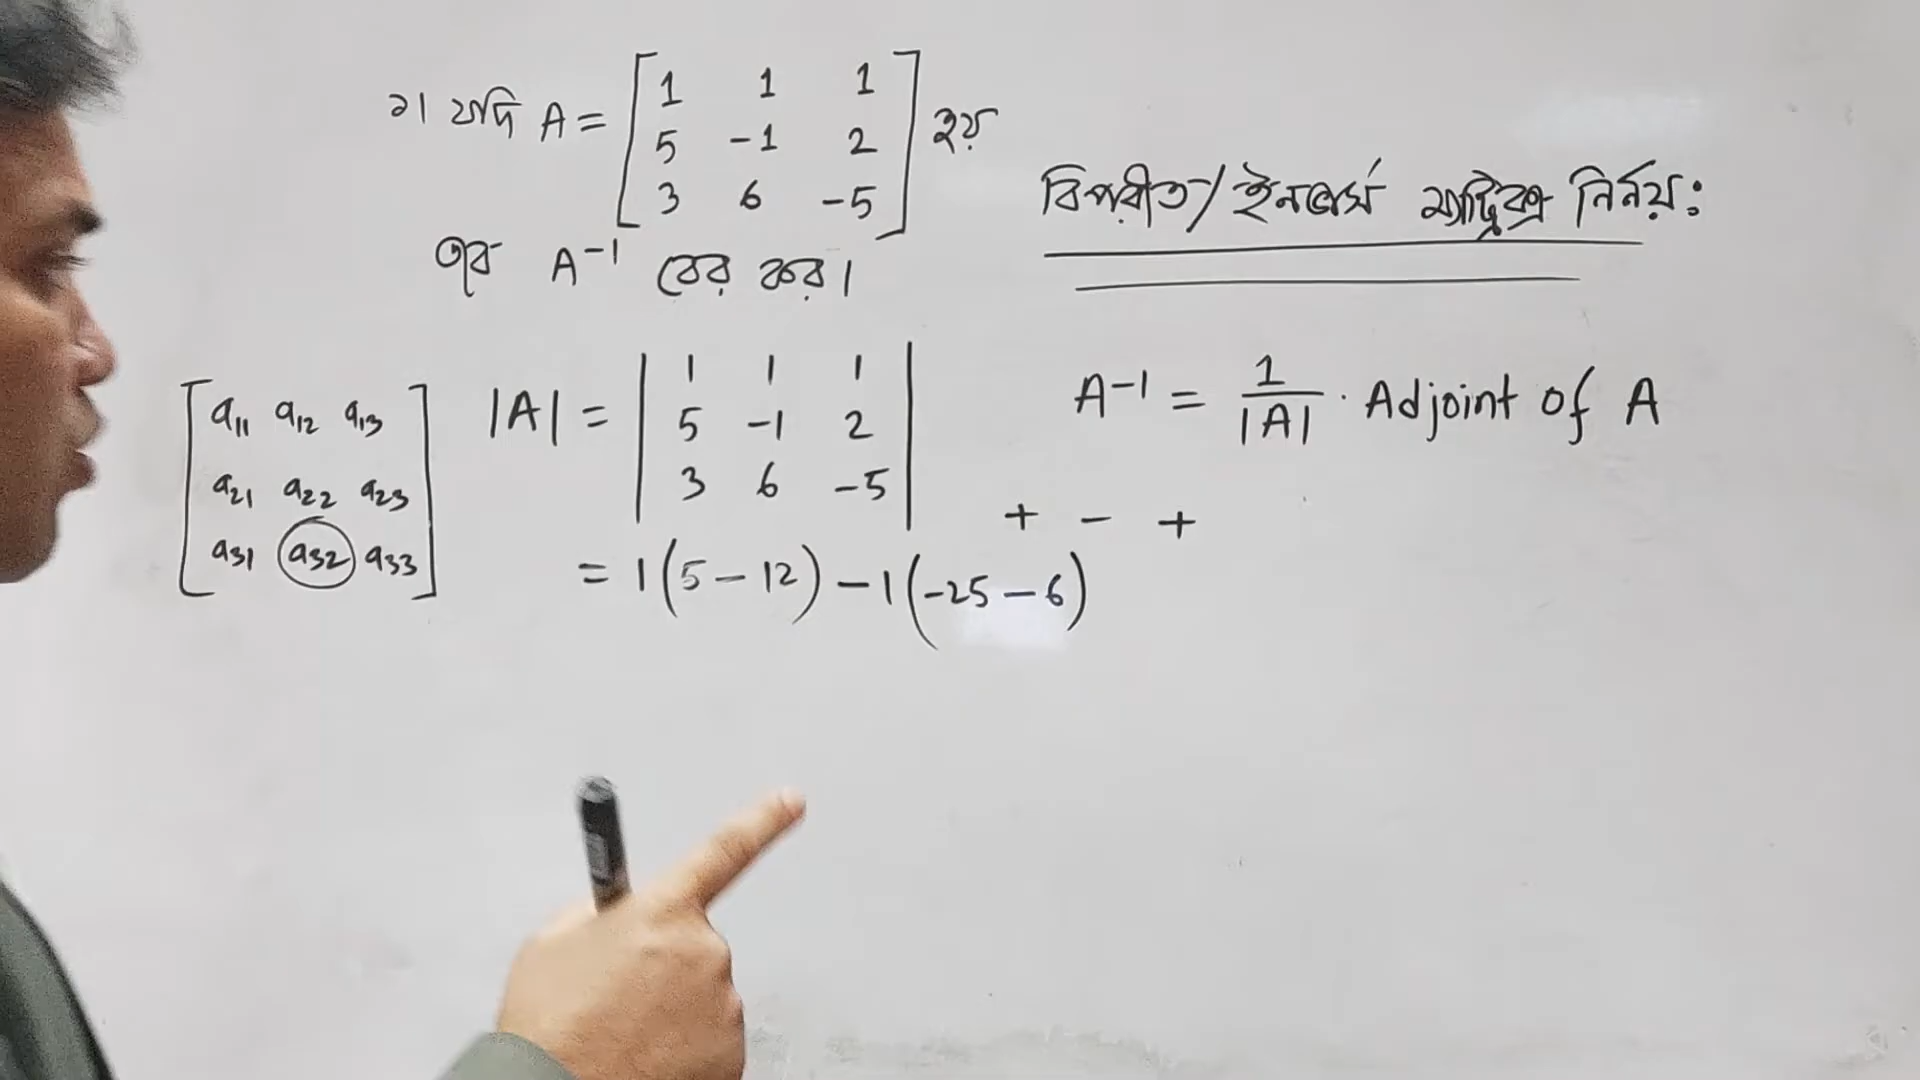 ১। যদি A = [ 1 1 1
5 -1 2
3 6 -5 ] হয়
তবে A⁻¹ বের কর।
বিপরীত/ইনভার্স ম্যাট্রিক্স নির্নয়:
[ a₁₁ a₁₂ a₁₃
a₂₁ a₂₂ a₂₃
a₃₁ a₃₂ a₃₃ ]
|A| = | 1 1 1
5 -1 2
3 6 -5 |
= 1(5 - 12) - 1(-25 - 6)
A⁻¹ = 1/|A| · Adjoint of A
+ - +